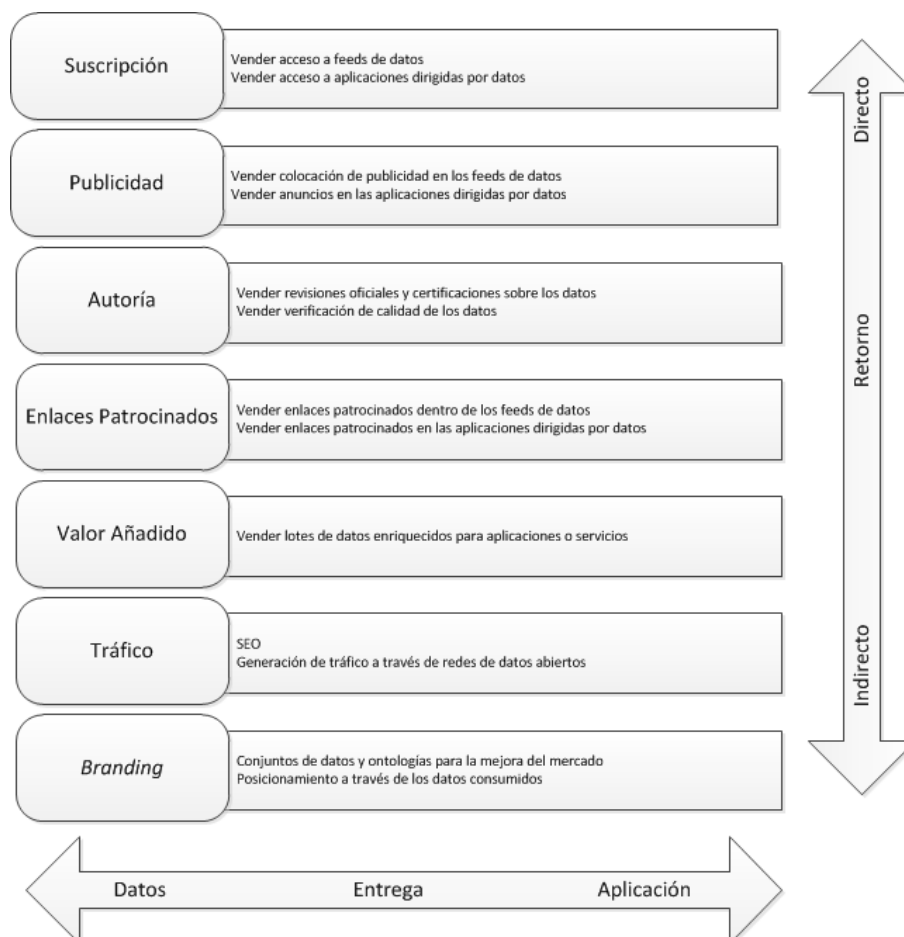 Suscripción
Vender acceso a feeds de datos
Vender acceso a aplicaciones dirigidas por datos
Publicidad
Vender colocación de publicidad en los feeds de datos
Vender anuncios en las aplicaciones dirigidas por datos
Autoría
Vender revisiones oficiales y certificaciones sobre los datos
Vender verificación de calidad de los datos
Enlaces Patrocinados
Vender enlaces patrocinados dentro de los feeds de datos
Vender enlaces patrocinados en las aplicaciones dirigidas por datos
Valor Añadido
Vender lotes de datos enriquecidos para aplicaciones o servicios
Tráfico
SEO
Generación de tráfico a través de redes de datos abiertos
Branding
Conjuntos de datos y ontologías para la mejora del mercado
Posicionamiento a través de los datos consumidos
Directo
Retorno
Indirecto
Datos
Entrega
Aplicación